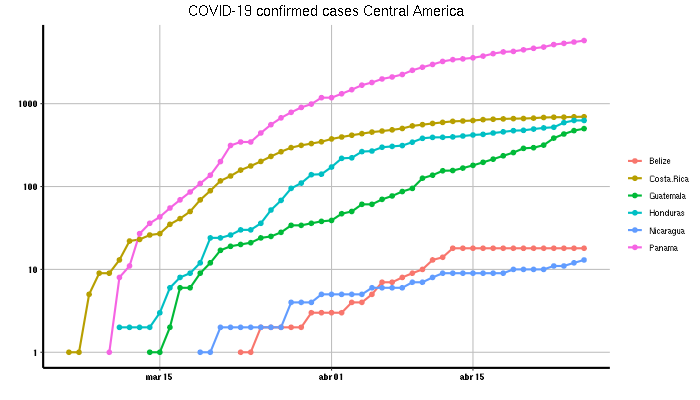 COVID-19 confirmed cases Central America
1000
100
10
1
mar 15
abr 01
abr 15
Belize
Costa.Rica
Guatemala
Honduras
Nicaragua
Panama